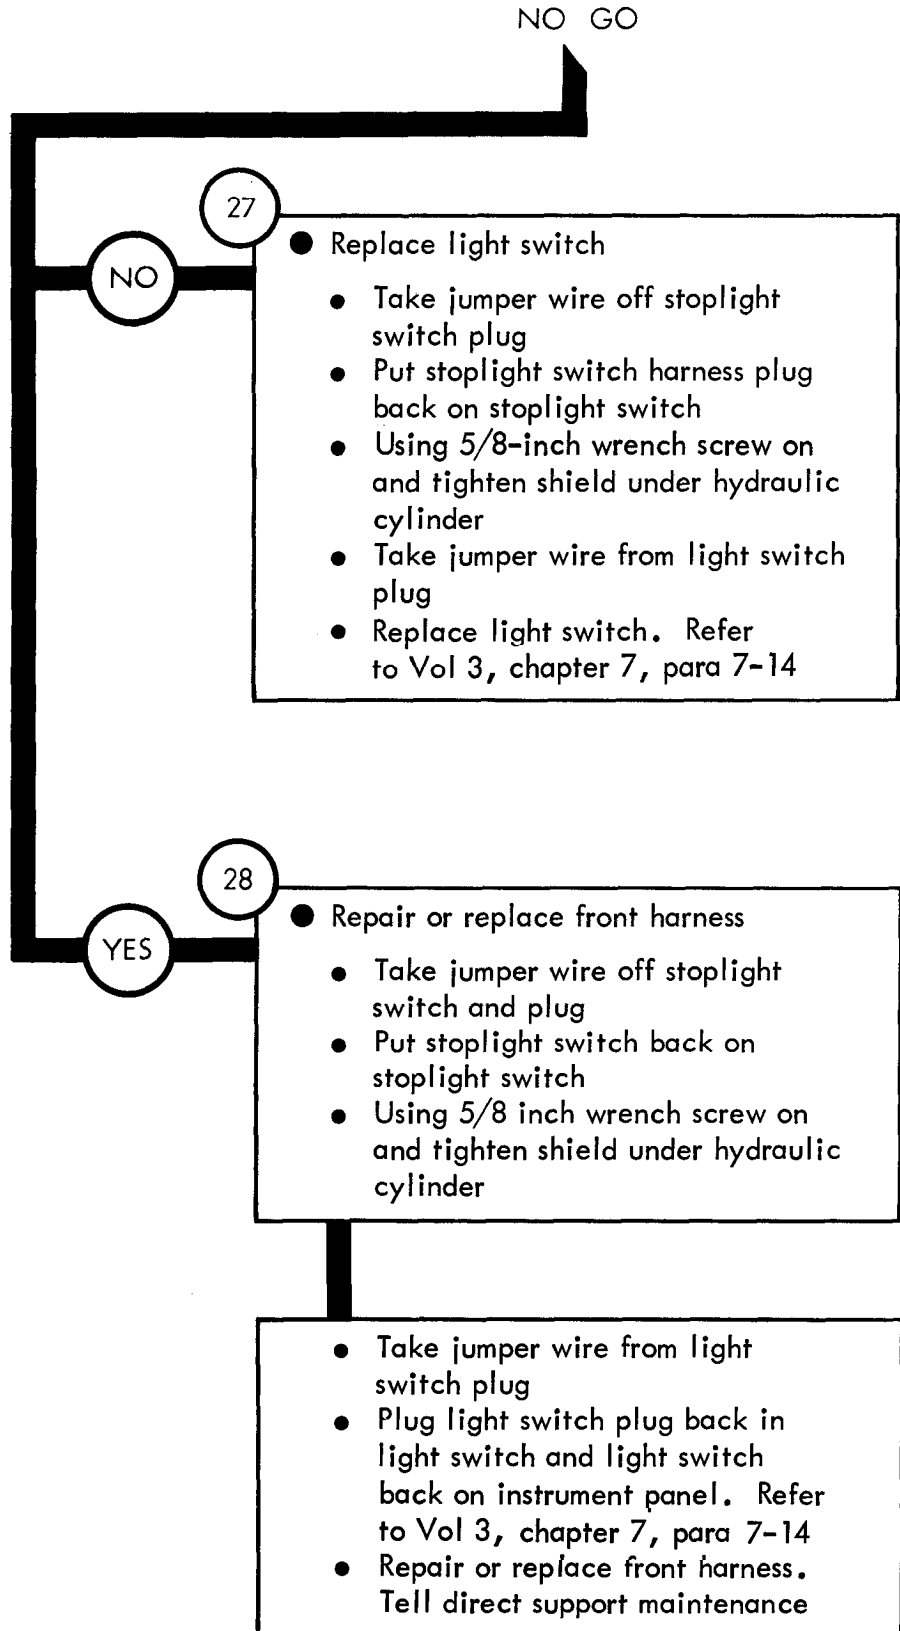 NO GO
27
NO
● Replace light switch
● Take jumper wire off stoplight
switch plug
● Put stoplight switch harness plug
back on stoplight switch
● Using 5/8-inch wrench screw on
and tighten shield under hydraulic
cylinder
● Take jumper wire from light switch
plug
● Replace light switch. Refer
to Vol 3, chapter 7, para 7-14
28
YES
● Repair or replace front harness
● Take jumper wire off stoplight
switch and plug
● Put stoplight switch back on
stoplight switch
● Using 5/8 inch wrench screw on
and tighten shield under hydraulic
cylinder
● Take jumper wire from light
switch plug
● Plug light switch plug back in
light switch and light switch
back on instrument panel. Refer
to Vol 3, chapter 7, para 7-14
● Repair or replace front harness.
Tell direct support maintenance